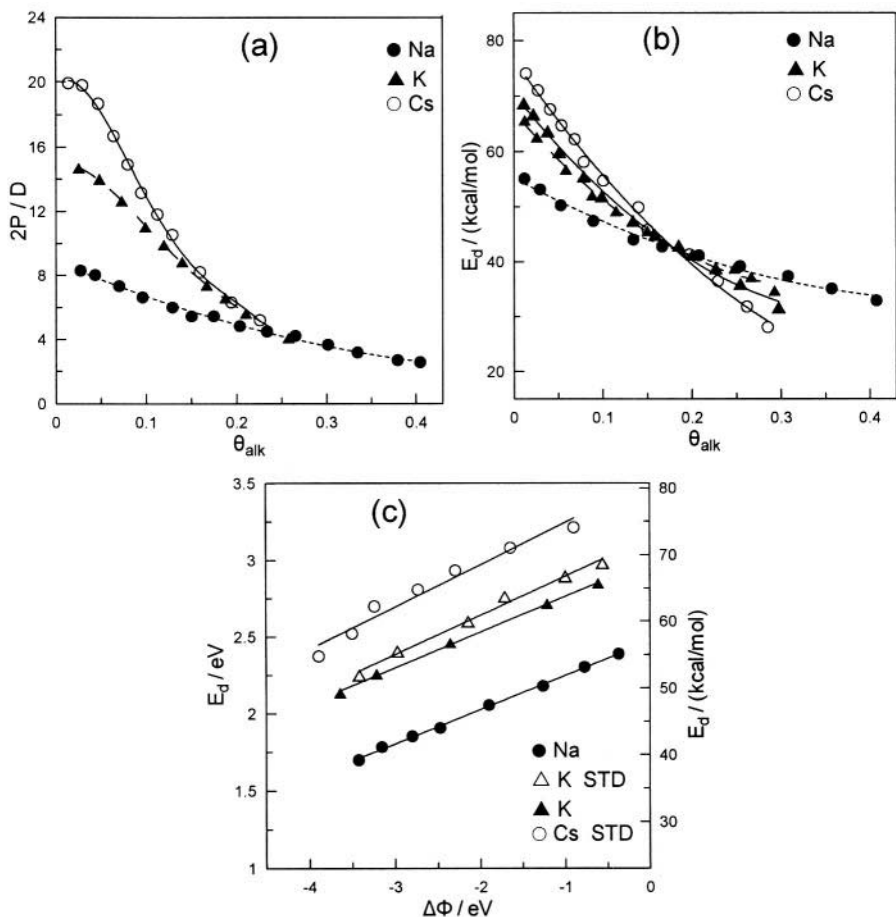 (a)
Na
K
Cs
2P / D
24
20
16
12
8
4
0
0 0.1 0.2 0.3 0.4
θalk
(b)
Na
K
Cs
Ed / (kcal/mol)
80
60
40
20
0 0.1 0.2 0.3 0.4
θalk
(c)
Ed / eV
3.5
3
2.5
2
1.5
1
Na
K STD
K
Cs STD
80
70
60
50
40
30
Ed / (kcal/mol)
-4 -3 -2 -1 0
ΔΦ / eV